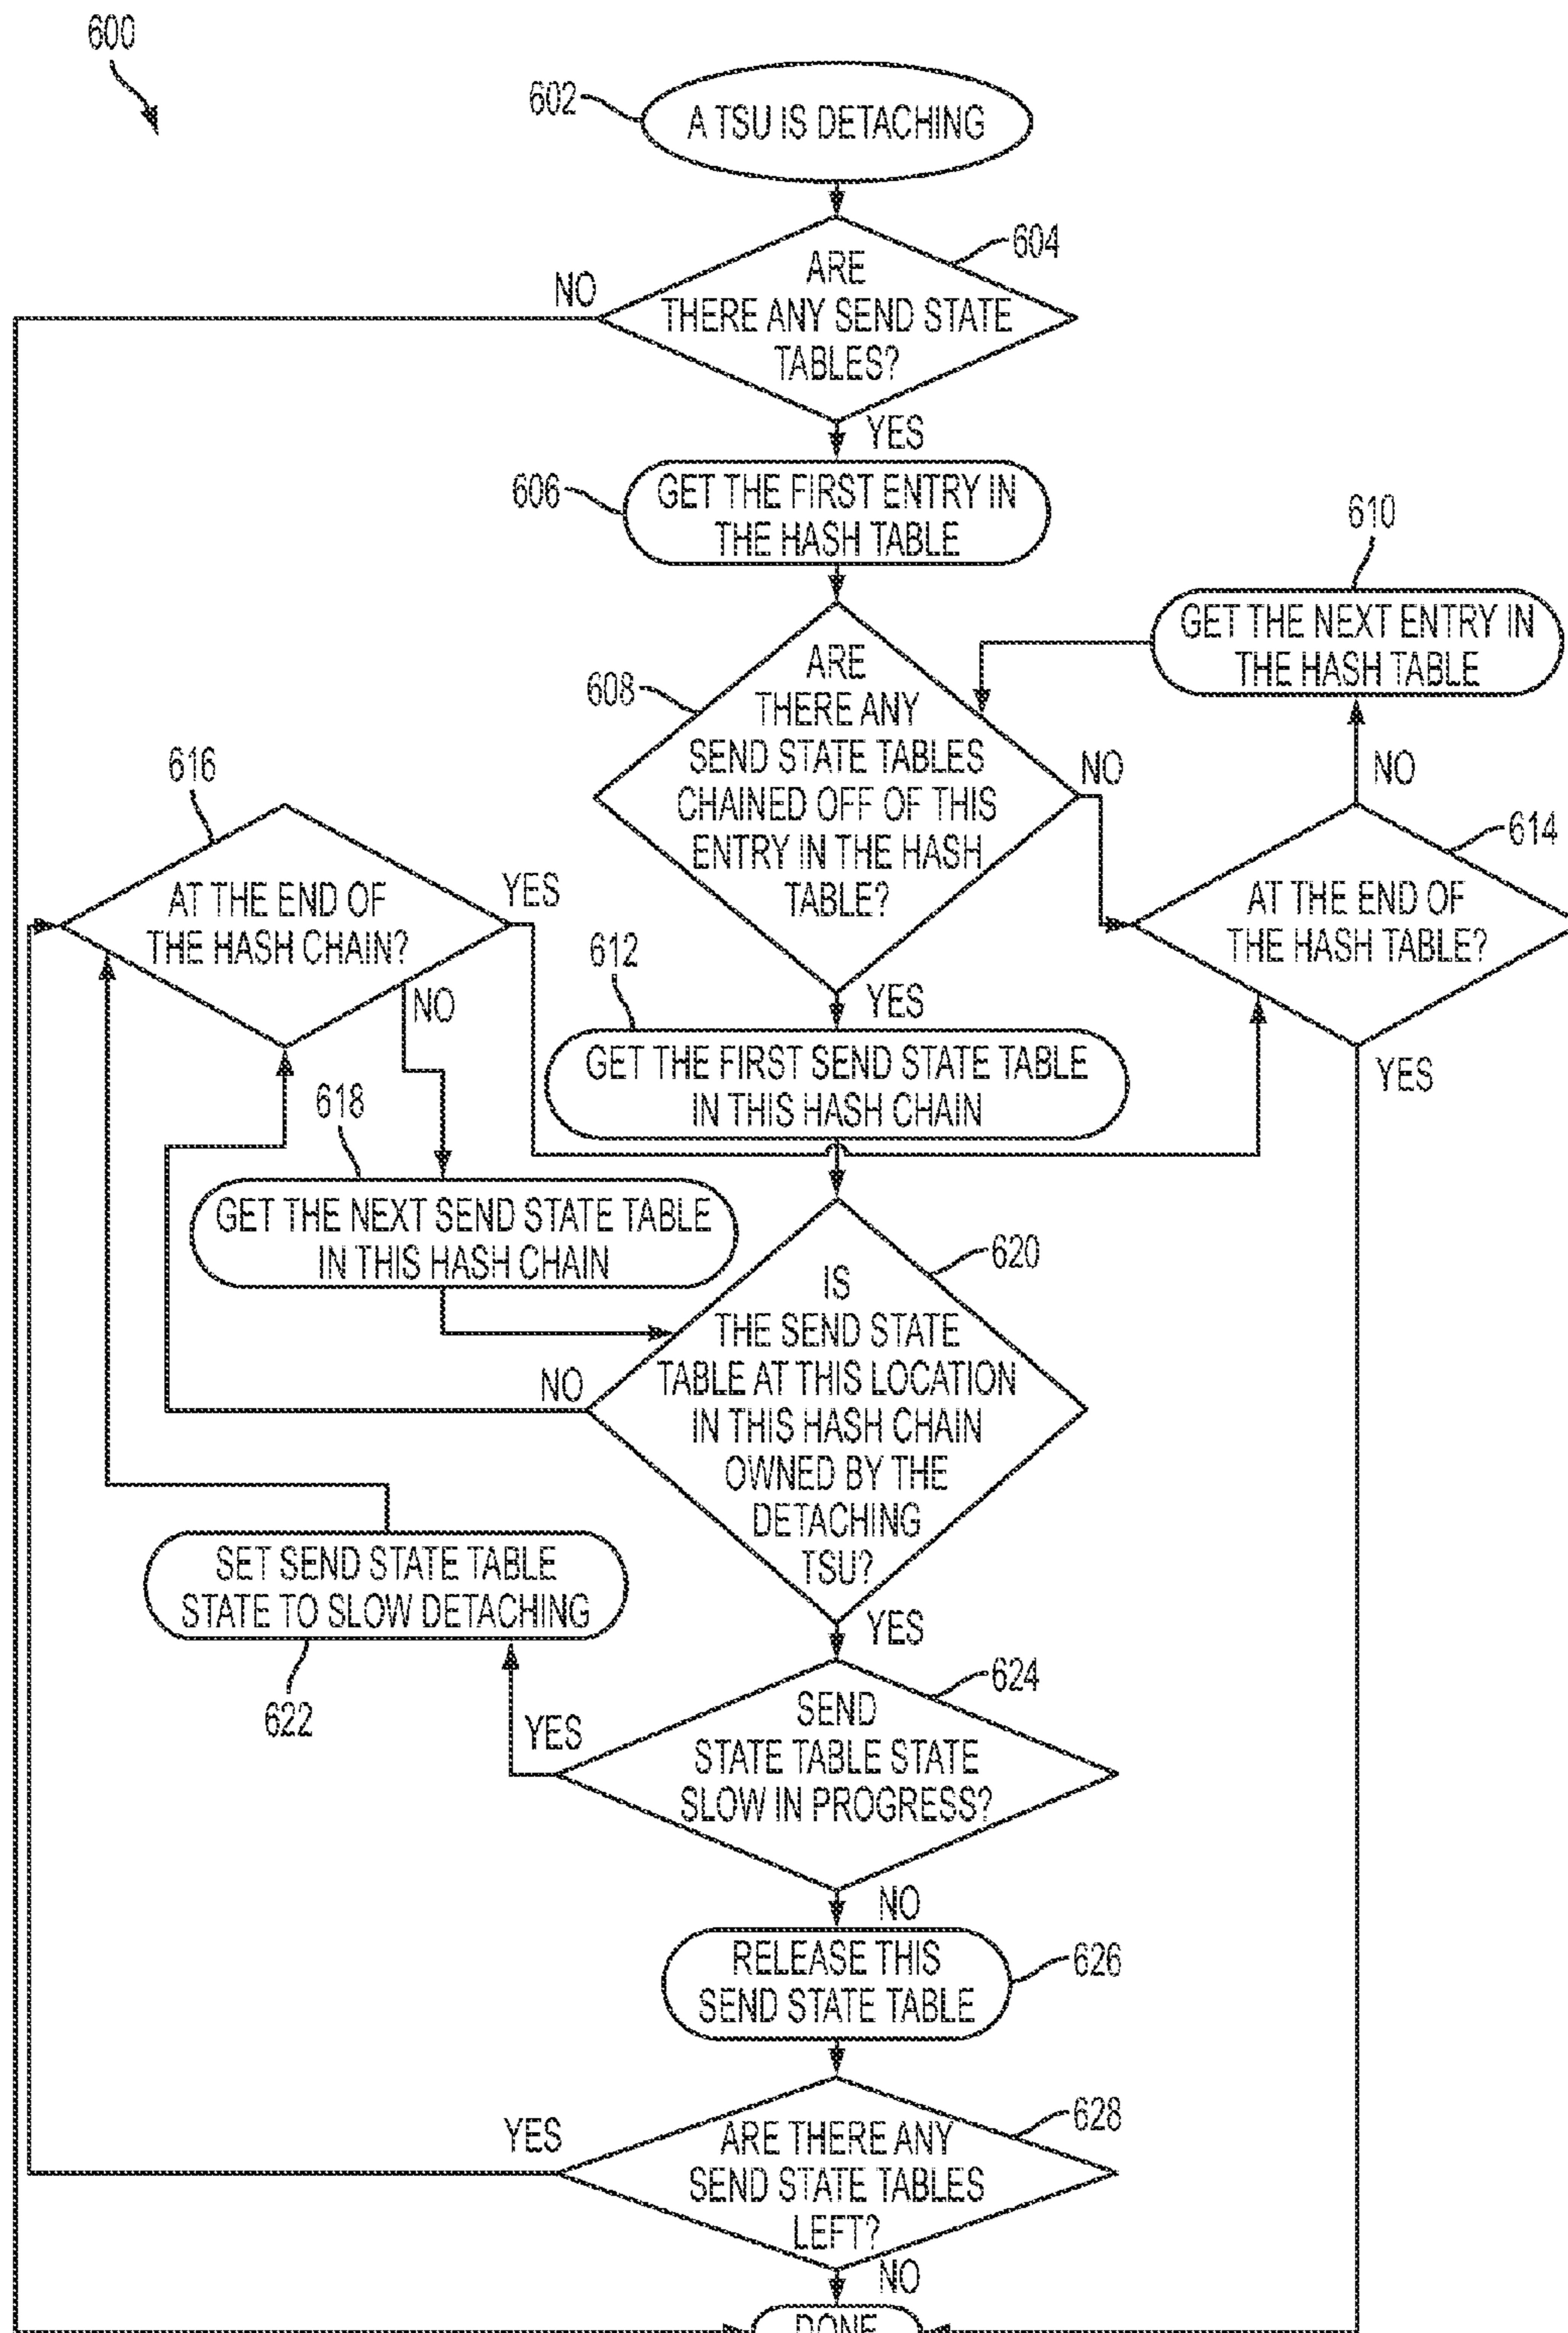 600
602
A TSU IS DETACHING
604
ARE
THERE ANY SEND STATE
TABLES?
NO
YES
606
GET THE FIRST ENTRY IN
THE HASH TABLE
610
GET THE NEXT ENTRY IN
THE HASH TABLE
608
ARE
THERE ANY
SEND STATE TABLES
CHAINED OFF OF THIS
ENTRY IN THE HASH
TABLE?
NO
YES
NO
614
AT THE END OF
THE HASH TABLE?
YES
616
AT THE END OF
THE HASH CHAIN?
YES
NO
612
GET THE FIRST SEND STATE TABLE
IN THIS HASH CHAIN
618
GET THE NEXT SEND STATE TABLE
IN THIS HASH CHAIN
620
IS
THE SEND STATE
TABLE AT THIS LOCATION
IN THIS HASH CHAIN
OWNED BY THE
DETACHING
TSU?
NO
YES
SET SEND STATE TABLE
STATE TO SLOW DETACHING
622
624
SEND
STATE TABLE STATE
SLOW IN PROGRESS?
YES
NO
RELEASE THIS
SEND STATE TABLE
626
628
ARE THERE ANY
SEND STATE TABLES
LEFT?
YES
NO
DONE